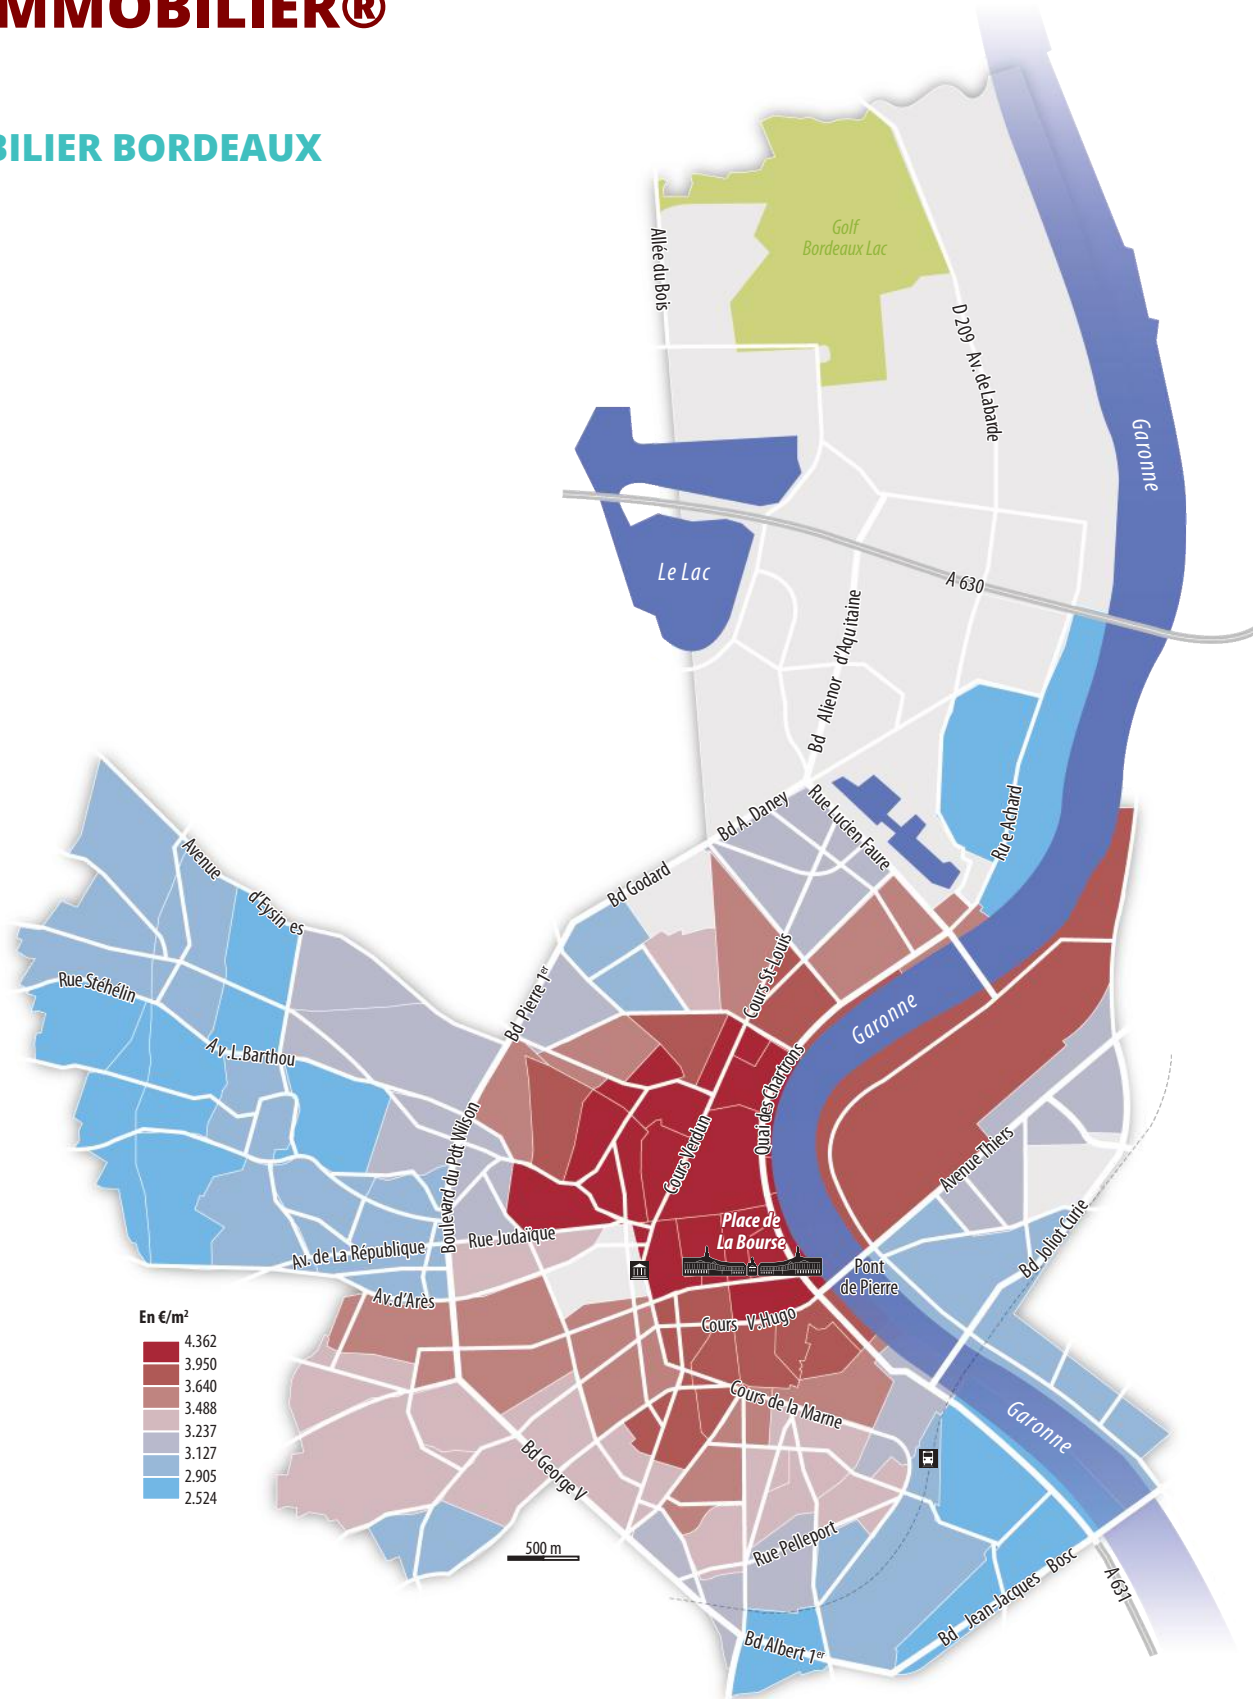 MMOBILIER®
BILIER BORDEAUX
Golf
Bordeaux Lac
Allée du Bois
D 209 Av. de Labarde
Garonne
Le Lac
A 630
Bd Alienor d'Aquitaine
Rue Achard
Bd A. Daney
Rue Lucien Faure
Bd Godard
Avenue d'Eysines
Rue Stéhélin
Av.L.Barthou
Bd Pierre 1er
Cours St-Louis
Garonne
Quai des Chartrons
Boulevard du Pdt Wilson
Cours Verdun
Avenue Thiers
Place de
La Bourse
Rue Judaïque
Av. de La République
Bd Joliot Curie
Pont
de Pierre
Av.d'Arès
Cours V.Hugo
En €/m²
4.362
3.950
3.640
3.488
3.237
3.127
2.905
2.524
Cours de la Marne
Garonne
Bd George V
500 m
Rue Pelleport
Bd Jean-Jacques Bosc
A 631
Bd Albert 1er